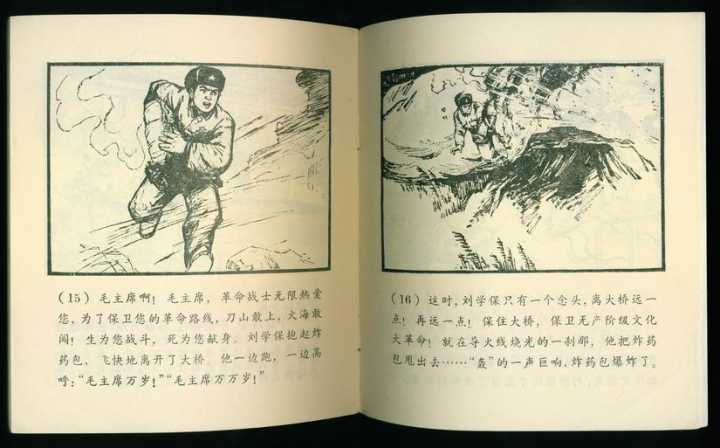 (15) 毛主席啊! 毛主席, 革命战士无限热爱
您,为了保卫您的革命路线, 刀山敢上, 火海敢
闯! 生为您战斗, 死为您献身。刘学保抱起炸
药包、飞快地离开了大桥。他一边跑, 一边高
呼:“毛主席万岁!”“毛主席万万岁!”
(16) 这时,刘学保只有一个念头,离大桥远一
点! 再远一点! 保住大桥, 保卫无产阶级文化
大革命! 就在导火线烧光的一刹那, 他把炸药
包甩出去……“轰”的一声巨响,炸药包爆炸了。